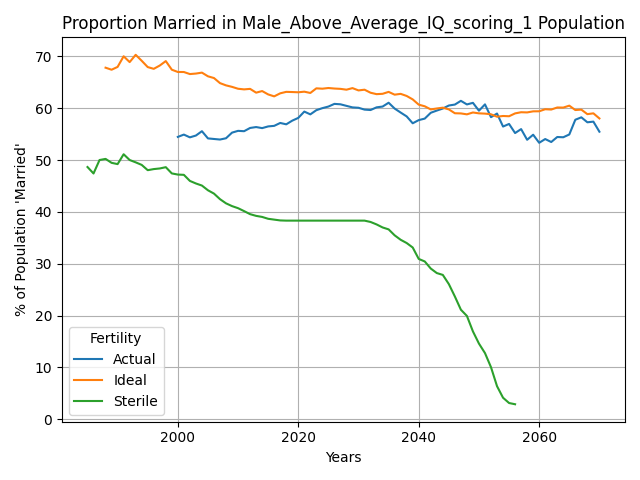 Proportion Married in Male_Above_Average_IQ_scoring_1 Population
% of Population 'Married'
70
60
50
40
30
20
10
0
Fertility
Actual
Ideal
Sterile
2000
2020
2040
2060
Years